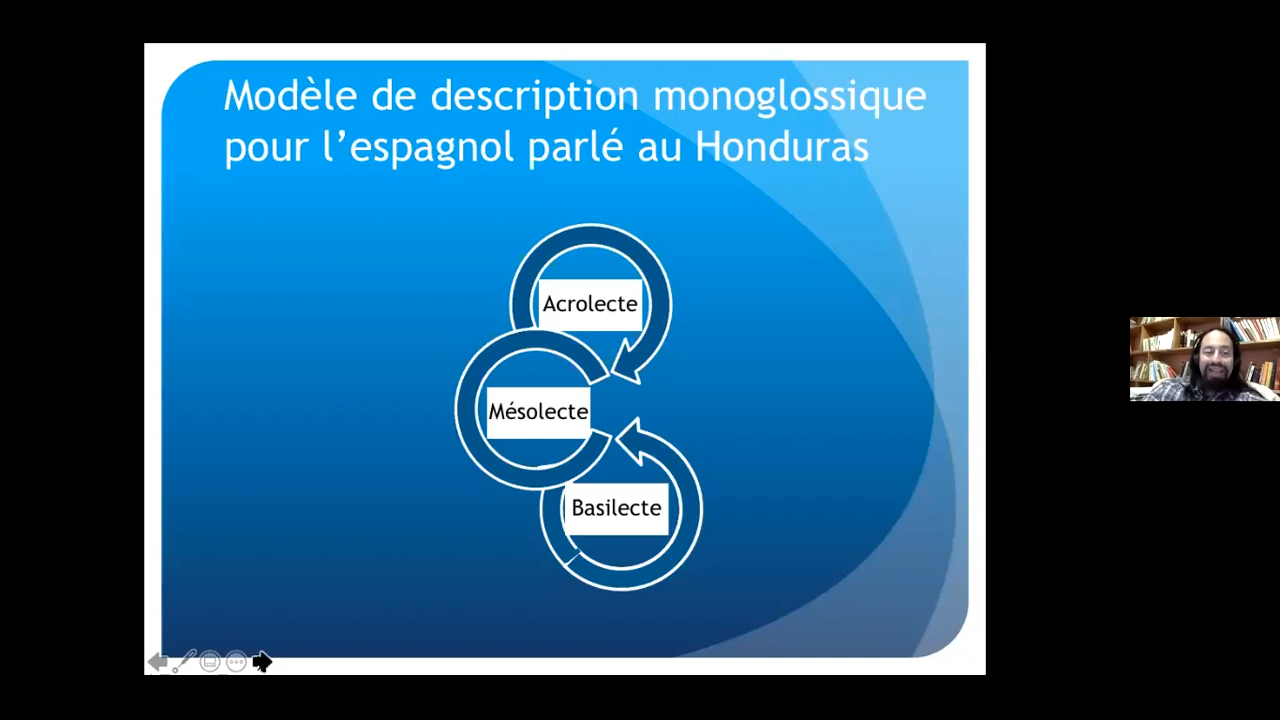 Modèle de description monoglossique
pour l’espagnol parlé au Honduras
Acrolecte
Mésolecte
Basilecte